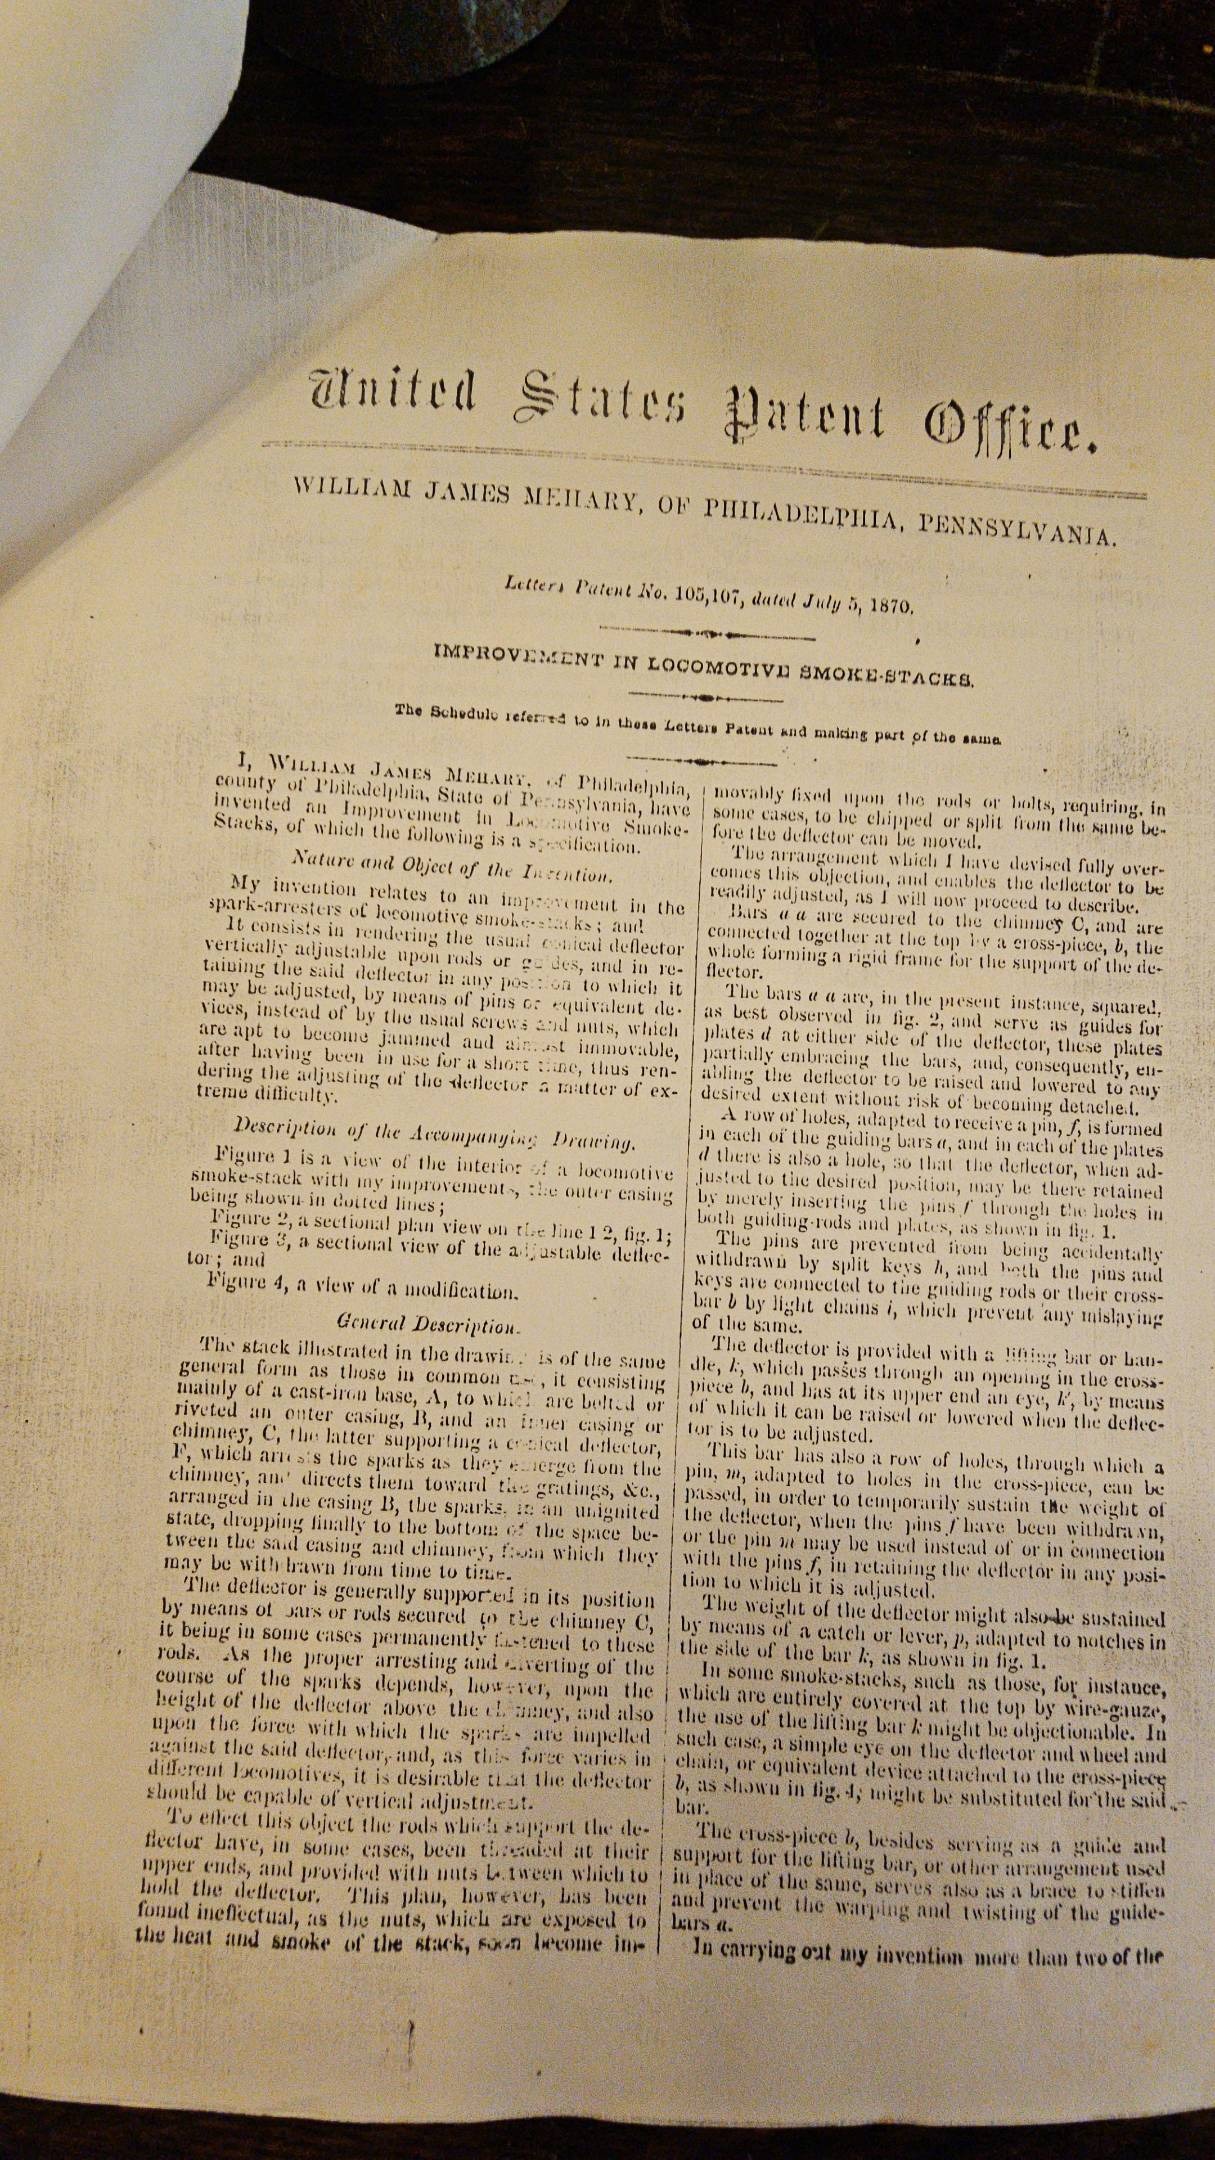 United States Patent Office.
WILLIAM JAMES MEHARY, OF PHILADELPHIA, PENNSYLVANIA.
Letters Patent No. 105,107, dated July 5, 1870.
IMPROVEMENT IN LOCOMOTIVE SMOKE-STACKS.
The Schedule referred to in these Letters Patent and making part of the same
I, WILLIAM JAMES MEHARY, of Philadelphia,
county of Philadelphia, State of Pennsylvania, have
invented an Improvement in Locomotive Smoke-
Stacks, of which the following is a specification.
Nature and Object of the Invention.
My invention relates to an improvement in the
spark-arresters of locomotive smoke-stacks; and
It consists in rendering the usual conical deflector
vertically adjustable upon rods or guides, and in re-
taining the said deflector in any position to which it
may be adjusted, by means of pins or equivalent de-
vices, instead of by the usual screws and nuts, which
are apt to become jammed and almost immovable,
after having been in use for a short time, thus ren-
dering the adjusting of the deflector a matter of ex-
treme difficulty.
Description of the Accompanying Drawing.
Figure 1 is a view of the interior of a locomotive
smoke-stack with my improvements, the outer casing
being shown in dotted lines;
Figure 2, a sectional plan view on the line 1 2, fig. 1;
Figure 3, a sectional view of the adjustable deflec-
tor; and
Figure 4, a view of a modification.
General Description.
The stack illustrated in the drawing is of the same
general form as those in common use, it consisting
mainly of a cast-iron base, A, to which are bolted or
riveted an outer casing, B, and an inner casing or
chimney, C, the latter supporting a conical deflector,
F, which arrests the sparks as they emerge from the
chimney, and directs them toward the gratings, &c.,
arranged in the casing B, the sparks, in an unignited
state, dropping finally to the bottom of the space be-
tween the said casing and chimney, from which they
may be withdrawn from time to time.
The deflector is generally supported in its position
by means of bars or rods secured to the chimney C,
it being in some cases permanently fastened to these
rods. As the proper arresting and diverting of the
course of the sparks depends, however, upon the
height of the deflector above the chimney, and also
upon the force with which the sparks are impelled
against the said deflector, and, as this force varies in
different locomotives, it is desirable that the deflector
should be capable of vertical adjustment.
To effect this object the rods which support the de-
flector have, in some cases, been threaded at their
upper ends, and provided with nuts between which to
hold the deflector. This plan, however, has been
found ineffectual, as the nuts, which are exposed to
the heat and smoke of the stack, soon become im-
movably fixed upon the rods or bolts, requiring, in
some cases, to be chipped or split from the same be-
fore the deflector can be moved.
The arrangement which I have devised fully over-
comes this objection, and enables the deflector to be
readily adjusted, as I will now proceed to describe.
Bars a a are secured to the chimney C, and are
connected together at the top by a cross-piece, b, the
whole forming a rigid frame for the support of the de-
flector.
The bars a a are, in the present instance, squared,
as best observed in fig. 2, and serve as guides for
plates d at either side of the deflector, these plates
partially embracing the bars, and, consequently, en-
abling the deflector to be raised and lowered to any
desired extent without risk of becoming detached.
A row of holes, adapted to receive a pin, f, is formed
in each of the guiding bars a, and in each of the plates
d there is also a hole, so that the deflector, when ad-
justed to the desired position, may be there retained
by merely inserting the pins f through the holes in
both guiding-rods and plates, as shown in fig. 1.
The pins are prevented from being accidentally
withdrawn by split keys h, and both the pins and
keys are connected to the guiding rods or their cross-
bar b by light chains i, which prevent any mislaying
of the same.
The deflector is provided with a lifting bar or han-
dle, k, which passes through an opening in the cross-
piece b, and has at its upper end an eye, k', by means
of which it can be raised or lowered when the deflec-
tor is to be adjusted.
This bar has also a row of holes, through which a
pin, m, adapted to holes in the cross-piece, can be
passed, in order to temporarily sustain the weight of
the deflector, when the pins f have been withdrawn,
or the pin m may be used instead of or in connection
with the pins f, in retaining the deflector in any posi-
tion to which it is adjusted.
The weight of the deflector might also be sustained
by means of a catch or lever, p, adapted to notches in
the side of the bar k, as shown in fig. 1.
In some smoke-stacks, such as those, for instance,
which are entirely covered at the top by wire-gauze,
the use of the lifting bar k might be objectionable. In
such case, a simple eye on the deflector and wheel and
chain, or equivalent device attached to the cross-piece
b, as shown in fig. 4, might be substituted for the said
bar.
The cross-piece b, besides serving as a guide and
support for the lifting bar, or other arrangement used
in place of the same, serves also as a brace to stiffen
and prevent the warping and twisting of the guide-
bars a.
In carrying out my invention more than two of the